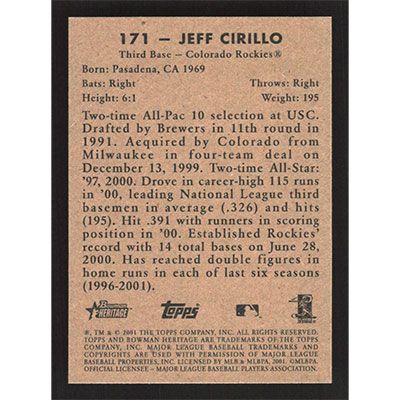 171 — JEFF CIRILLO
Third Base — Colorado Rockies®
Born: Pasadena, CA 1969
Bats: Right Throws: Right
Height: 6:1 Weight: 195
Two-time All-Pac 10 selection at USC.
Drafted by Brewers in 11th round in
1991. Acquired by Colorado from
Milwaukee in four-team deal on
December 13, 1999. Two-time All-Star:
'97, 2000. Drove in career-high 115 runs
in '00, leading National League third
basemen in average (.326) and hits
(195). Hit .391 with runners in scoring
position in '00. Established Rockies'
record with 14 total bases on June 28,
2000. Has reached double figures in
home runs in each of last six seasons
(1996-2001).
Bowman HERITAGE Topps
®, TM & © 2001 THE TOPPS COMPANY, INC. ALL RIGHTS RESERVED.
TOPPS AND BOWMAN HERITAGE ARE TRADEMARKS OF THE TOPPS
COMPANY, INC. MAJOR LEAGUE BASEBALL TRADEMARKS AND
COPYRIGHTS ARE USED WITH PERMISSION OF MAJOR LEAGUE
BASEBALL PROPERTIES, INC. ©MLB & MLBPA, 2001. ©MLBPA.
OFFICIAL LICENSEE – MAJOR LEAGUE BASEBALL PLAYERS ASSOCIATION.